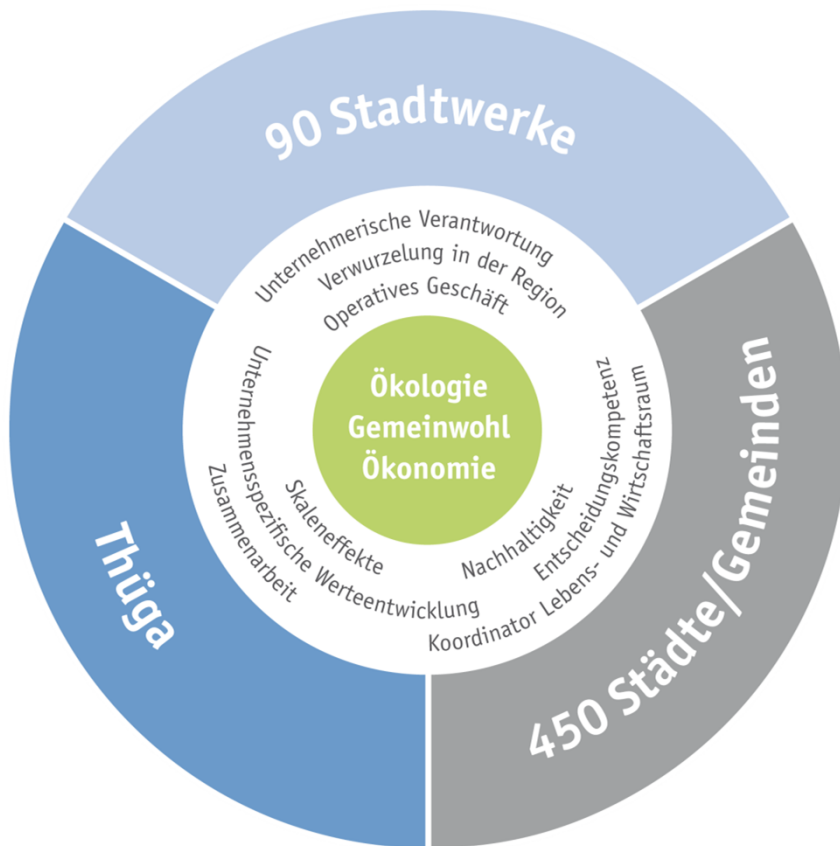 90 Stadtwerke
Unternehmerische Verantwortung
Verwurzelung in der Region
Operatives Geschäft
Ökologie
Gemeinwohl
Ökonomie
450 Städte/Gemeinden
Nachhaltigkeit
Entscheidungskompetenz
Koordinator Lebens- und Wirtschaftsraum
Thüga
Skaleneffekte
Unternehmensspezifische Werteentwicklung
Zusammenarbeit